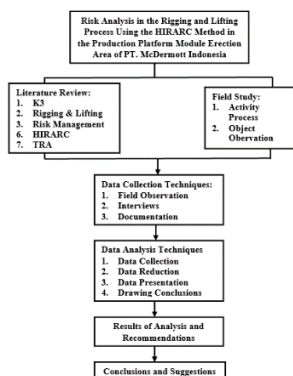 Risk Analysis in the Rigging and Lifting
Process Using the HIRARC Method in
the Production Platform Module Erection
Area of PT. McDermott Indonesia
Literature Review:
1. K3
2. Rigging & Lifting
3. Risk Management
6. HIRARC
7. TRA
Field Study:
1. Activity
Process
2. Object
Obervation
Data Collection Techniques:
1. Field Observation
2. Interviews
3. Documentation
Data Analysis Techniques
1. Data Collection
2. Data Reduction
3. Data Presentation
4. Drawing Conclusions
Results of Analysis and
Recommendations
Conclusions and Suggestions